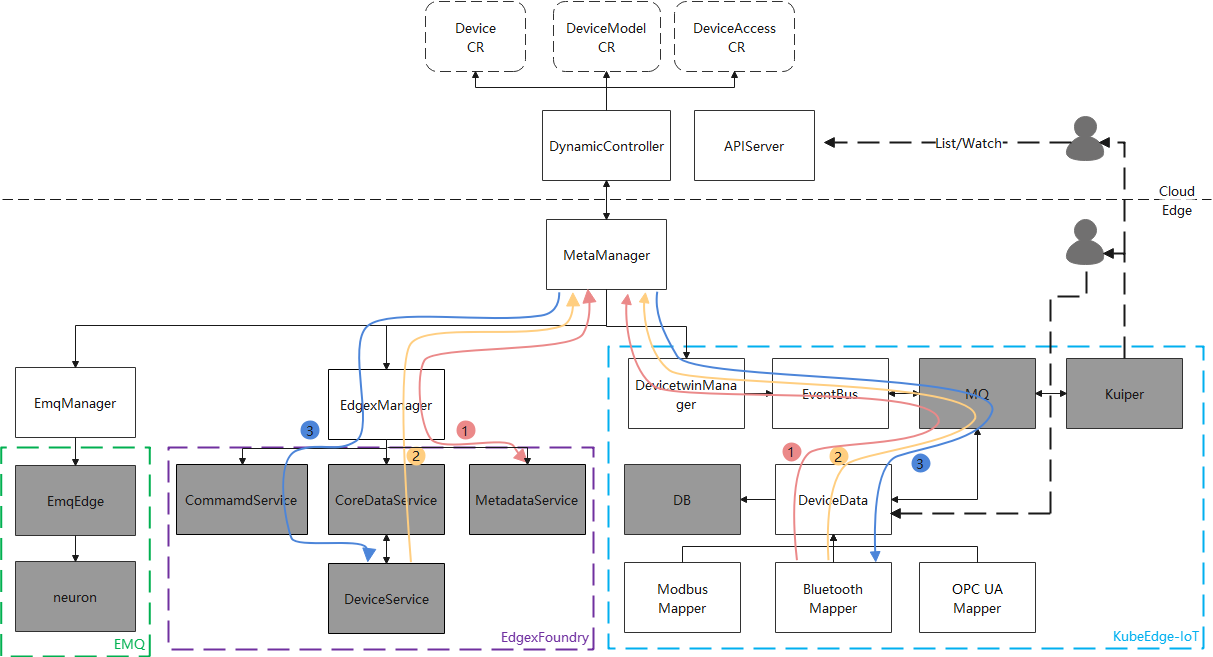 Device
CR
DeviceModel
CR
DeviceAccess
CR
DynamicController
APIServer
List/Watch
Cloud
Edge
MetaManager
EmqManager
EdgexManager
DevicetwinMana
ger
EventBus
MQ
Kuiper
3
1
2
1
2
3
EmqEdge
CommamdService
CoreDataService
MetadataService
DB
DeviceData
neuron
DeviceService
Modbus
Mapper
Bluetooth
Mapper
OPC UA
Mapper
EMQ
EdgexFoundry
KubeEdge-IoT